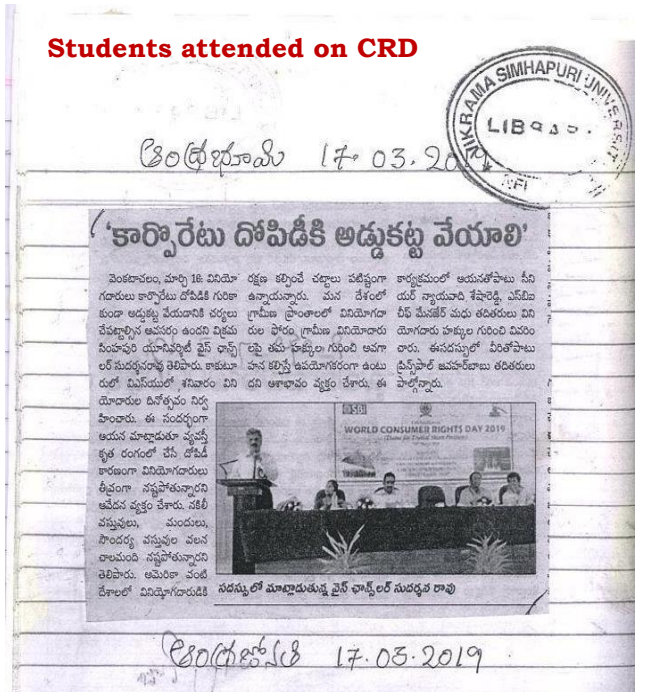 Students attended on CRD
VIKRAMA SIMHAPURI UNIVERSITY
LIBRARY
ఆంధ్రభూమి 17.03.2019
'కార్పొరేటు దోపిడీకి అడ్డుకట్ట వేయాలి'
వెంకటాచలం, మార్చి 16: వినియో
గదారులు కార్పొరేటు దోపిడీకి గురికా
కుండా అడ్డుకట్ట వేయడానికి చర్యలు
చేపట్టాల్సిన అవసరం ఉందని విక్రమ
సింహపురి యూనివర్శిటీ వైస్ ఛాన్స్
లర్ సుదర్శనరావు తెలిపారు. కాకుటూ
రులో విఎస్‌యులో శనివారం విని
యోదారుల దినోత్సవం నిర్వ
హించారు. ఈ సందర్భంగా
ఆయన మాట్లాడుతూ వ్యవస్థీ
కృత రంగంలో చేసే దోపిడీ
కారణంగా వినియోగదారులు
తీవ్రంగా నష్టపోతున్నారని
ఆవేదన వ్యక్తం చేశారు. నకిలీ
వస్తువులు, మందులు,
సౌందర్య వస్తువుల వలన
చాలమంది నష్టపోతున్నారని
తెలిపారు. అమెరికా వంటి
దేశాలలో వినియోగదారుడికి
రక్షణ కల్పించే చట్టాలు పటిష్టంగా
ఉన్నాయన్నారు. మన దేశంలో
గ్రామీణ ప్రాంతాలలో వినియోగదా
రుల ఫోరం గ్రామీణ వినియోదారు
లపై తమ హక్కుల గురించి అవగా
హన కల్పిస్తే ఉపయోగకరంగా ఉంటు
దని ఆశాభావం వ్యక్తం చేశారు. ఈ
కార్యక్రమంలో ఆయనతోపాటు సీని
యర్ న్యాయవాది శేషారెడ్డి, ఎస్‌బిఐ
చీఫ్ మేనేజర్ మధు తదితరులు విని
యోగదారు హక్కుల గురించి వివరిం
చారు. ఈసదస్సులో వీరితోపాటు
ప్రిన్సిపాల్ జవహర్‌బాబు తదితరులు
పాల్గొన్నారు.
SBI
WORLD CONSUMER RIGHTS DAY 2019
సదస్సులో మాట్లాడుతున్న వైస్ ఛాన్స్‌లర్ సుదర్శన రావు
ఆంధ్రజ్యోతి 17.03.2019